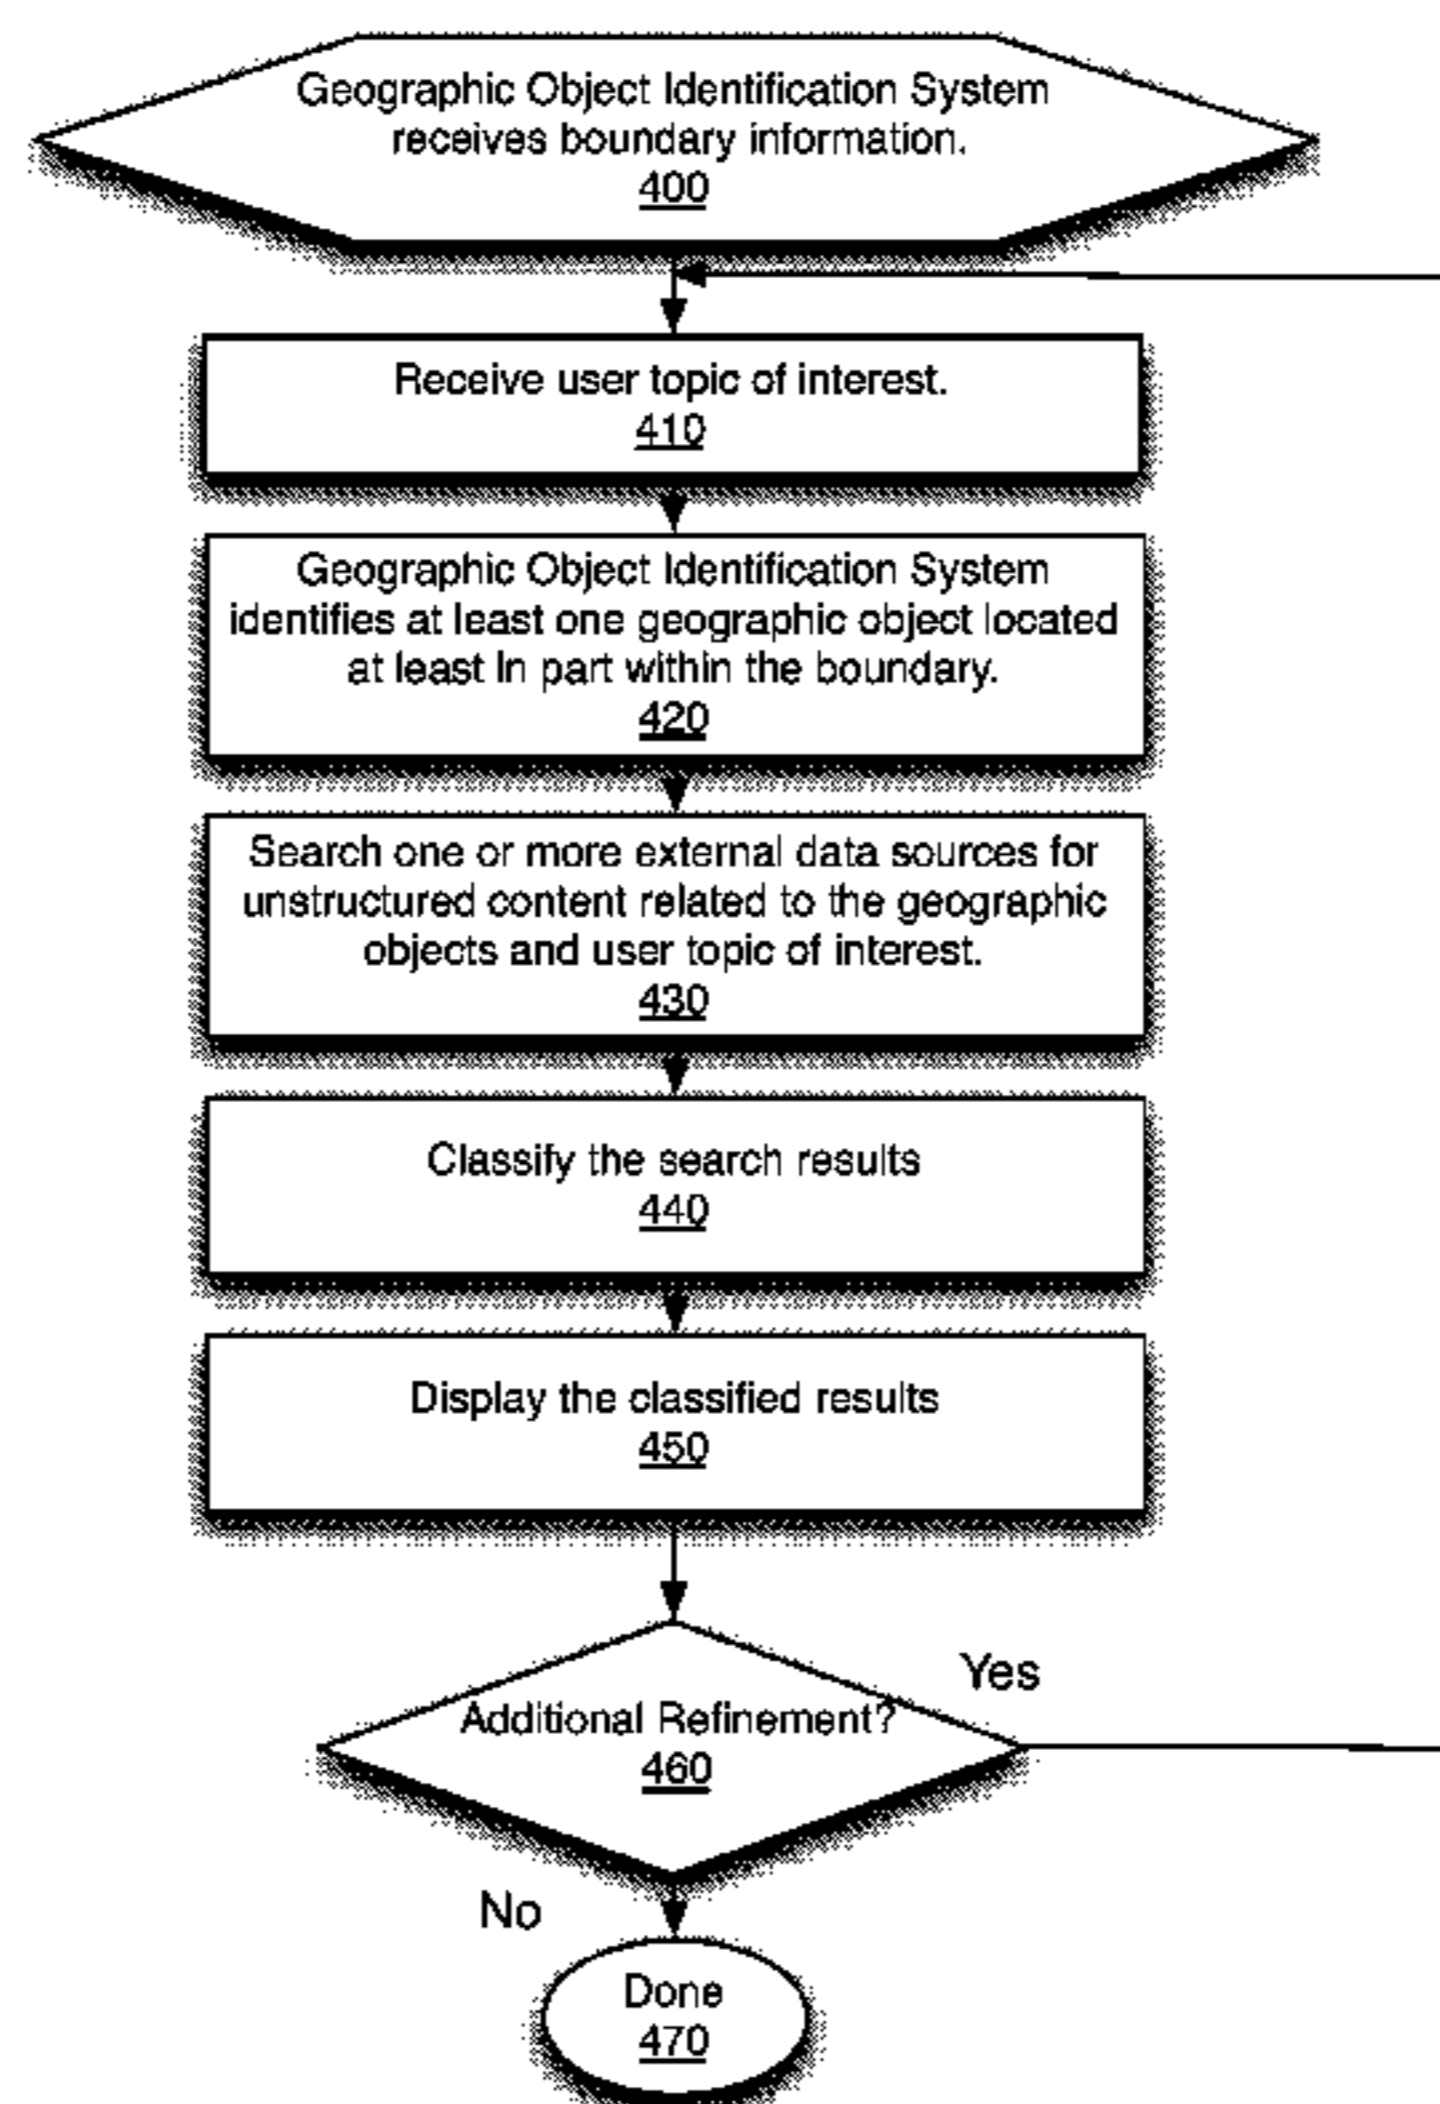 Geographic Object Identification System
receives boundary information.
400
Receive user topic of interest.
410
Geographic Object Identification System
identifies at least one geographic object located
at least in part within the boundary.
420
Search one or more external data sources for
unstructured content related to the geographic
objects and user topic of interest.
430
Classify the search results
440
Display the classified results
450
Yes
Additional Refinement?
460
No
Done
470